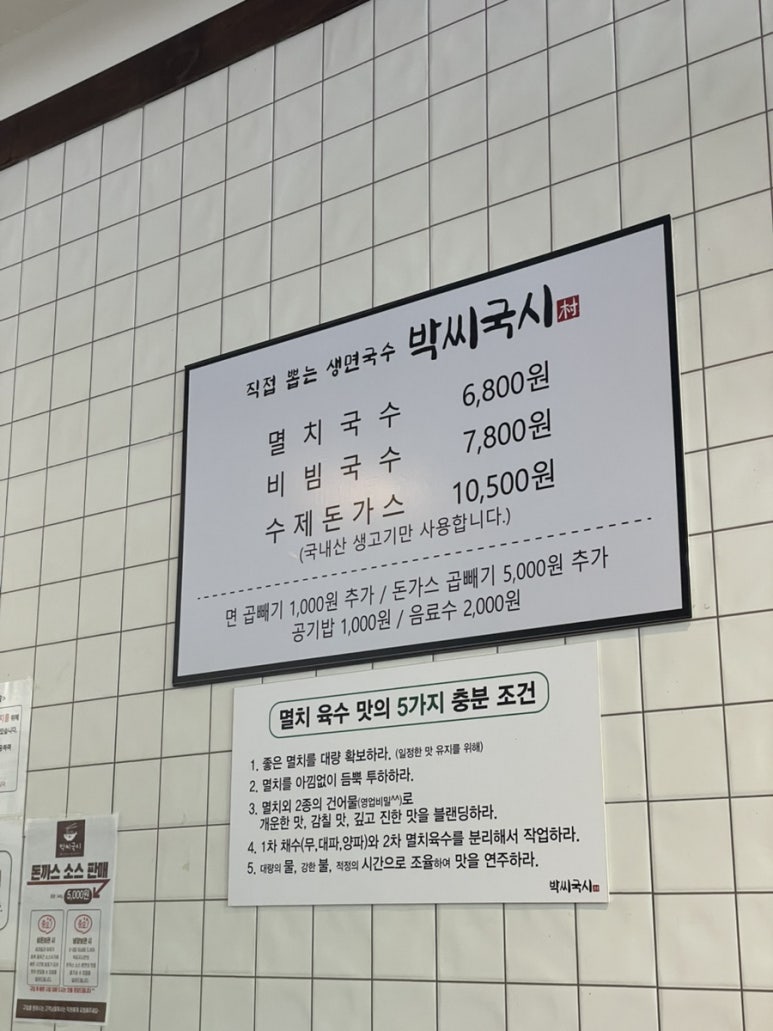 직접 뽑는 생면국수 박씨국시 村
멸치국수 6,800원
비빔국수 7,800원
수제돈가스 10,500원
(국내산 생고기만 사용합니다.)
면 곱빼기 1,000원 추가 / 돈가스 곱빼기 5,000원 추가
공기밥 1,000원 / 음료수 2,000원
멸치 육수 맛의 5가지 충분 조건
1. 좋은 멸치를 대량 확보하라. (일정한 맛 유지를 위해)
2. 멸치를 아낌없이 듬뿍 투하하라.
3. 멸치외 2종의 건어물(영업비밀^^)로
개운한 맛, 감칠 맛, 깊고 진한 맛을 블랜딩하라.
4. 1차 채수(무,대파,양파)와 2차 멸치육수를 분리해서 작업하라.
5. 대량의 물, 강한 불, 적정의 시간으로 조율하여 맛을 연주하라.
박씨국시
박씨국시
돈까스 소스 판매
5,000원